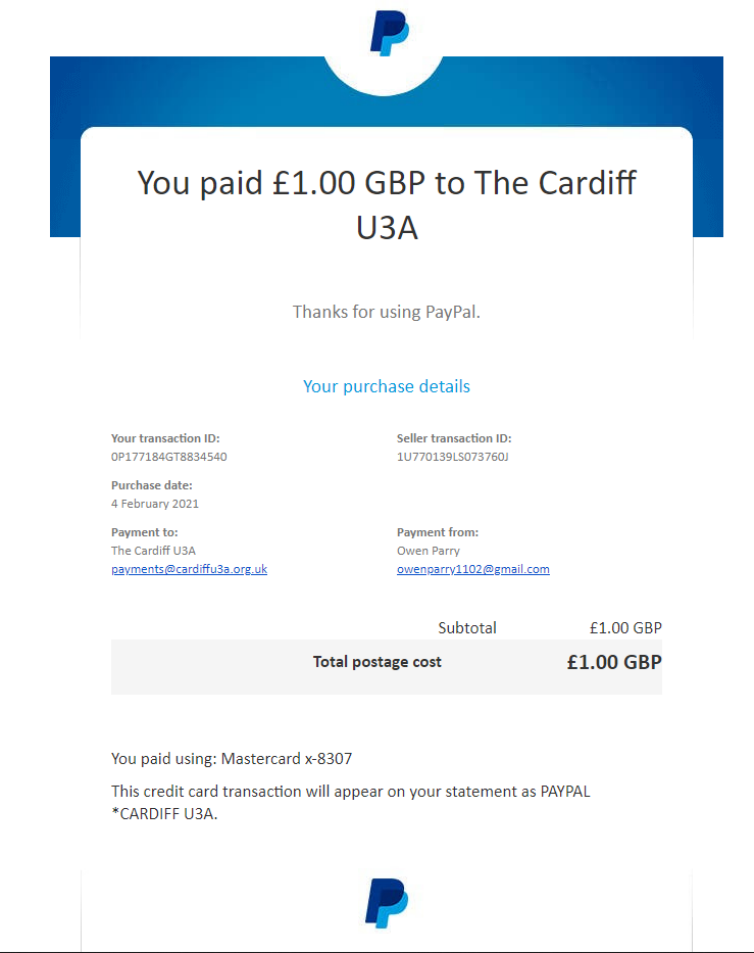 You paid £1.00 GBP to The Cardiff
U3A
Thanks for using PayPal.
Your purchase details
Your transaction ID:
0P177184GT8834540
Seller transaction ID:
1U770139LS073760J
Purchase date:
4 February 2021
Payment to:
The Cardiff U3A
payments@cardiffu3a.org.uk
Payment from:
Owen Parry
owenparry1102@gmail.com
Subtotal £1.00 GBP
Total postage cost £1.00 GBP
You paid using: Mastercard x-8307
This credit card transaction will appear on your statement as PAYPAL
*CARDIFF U3A.